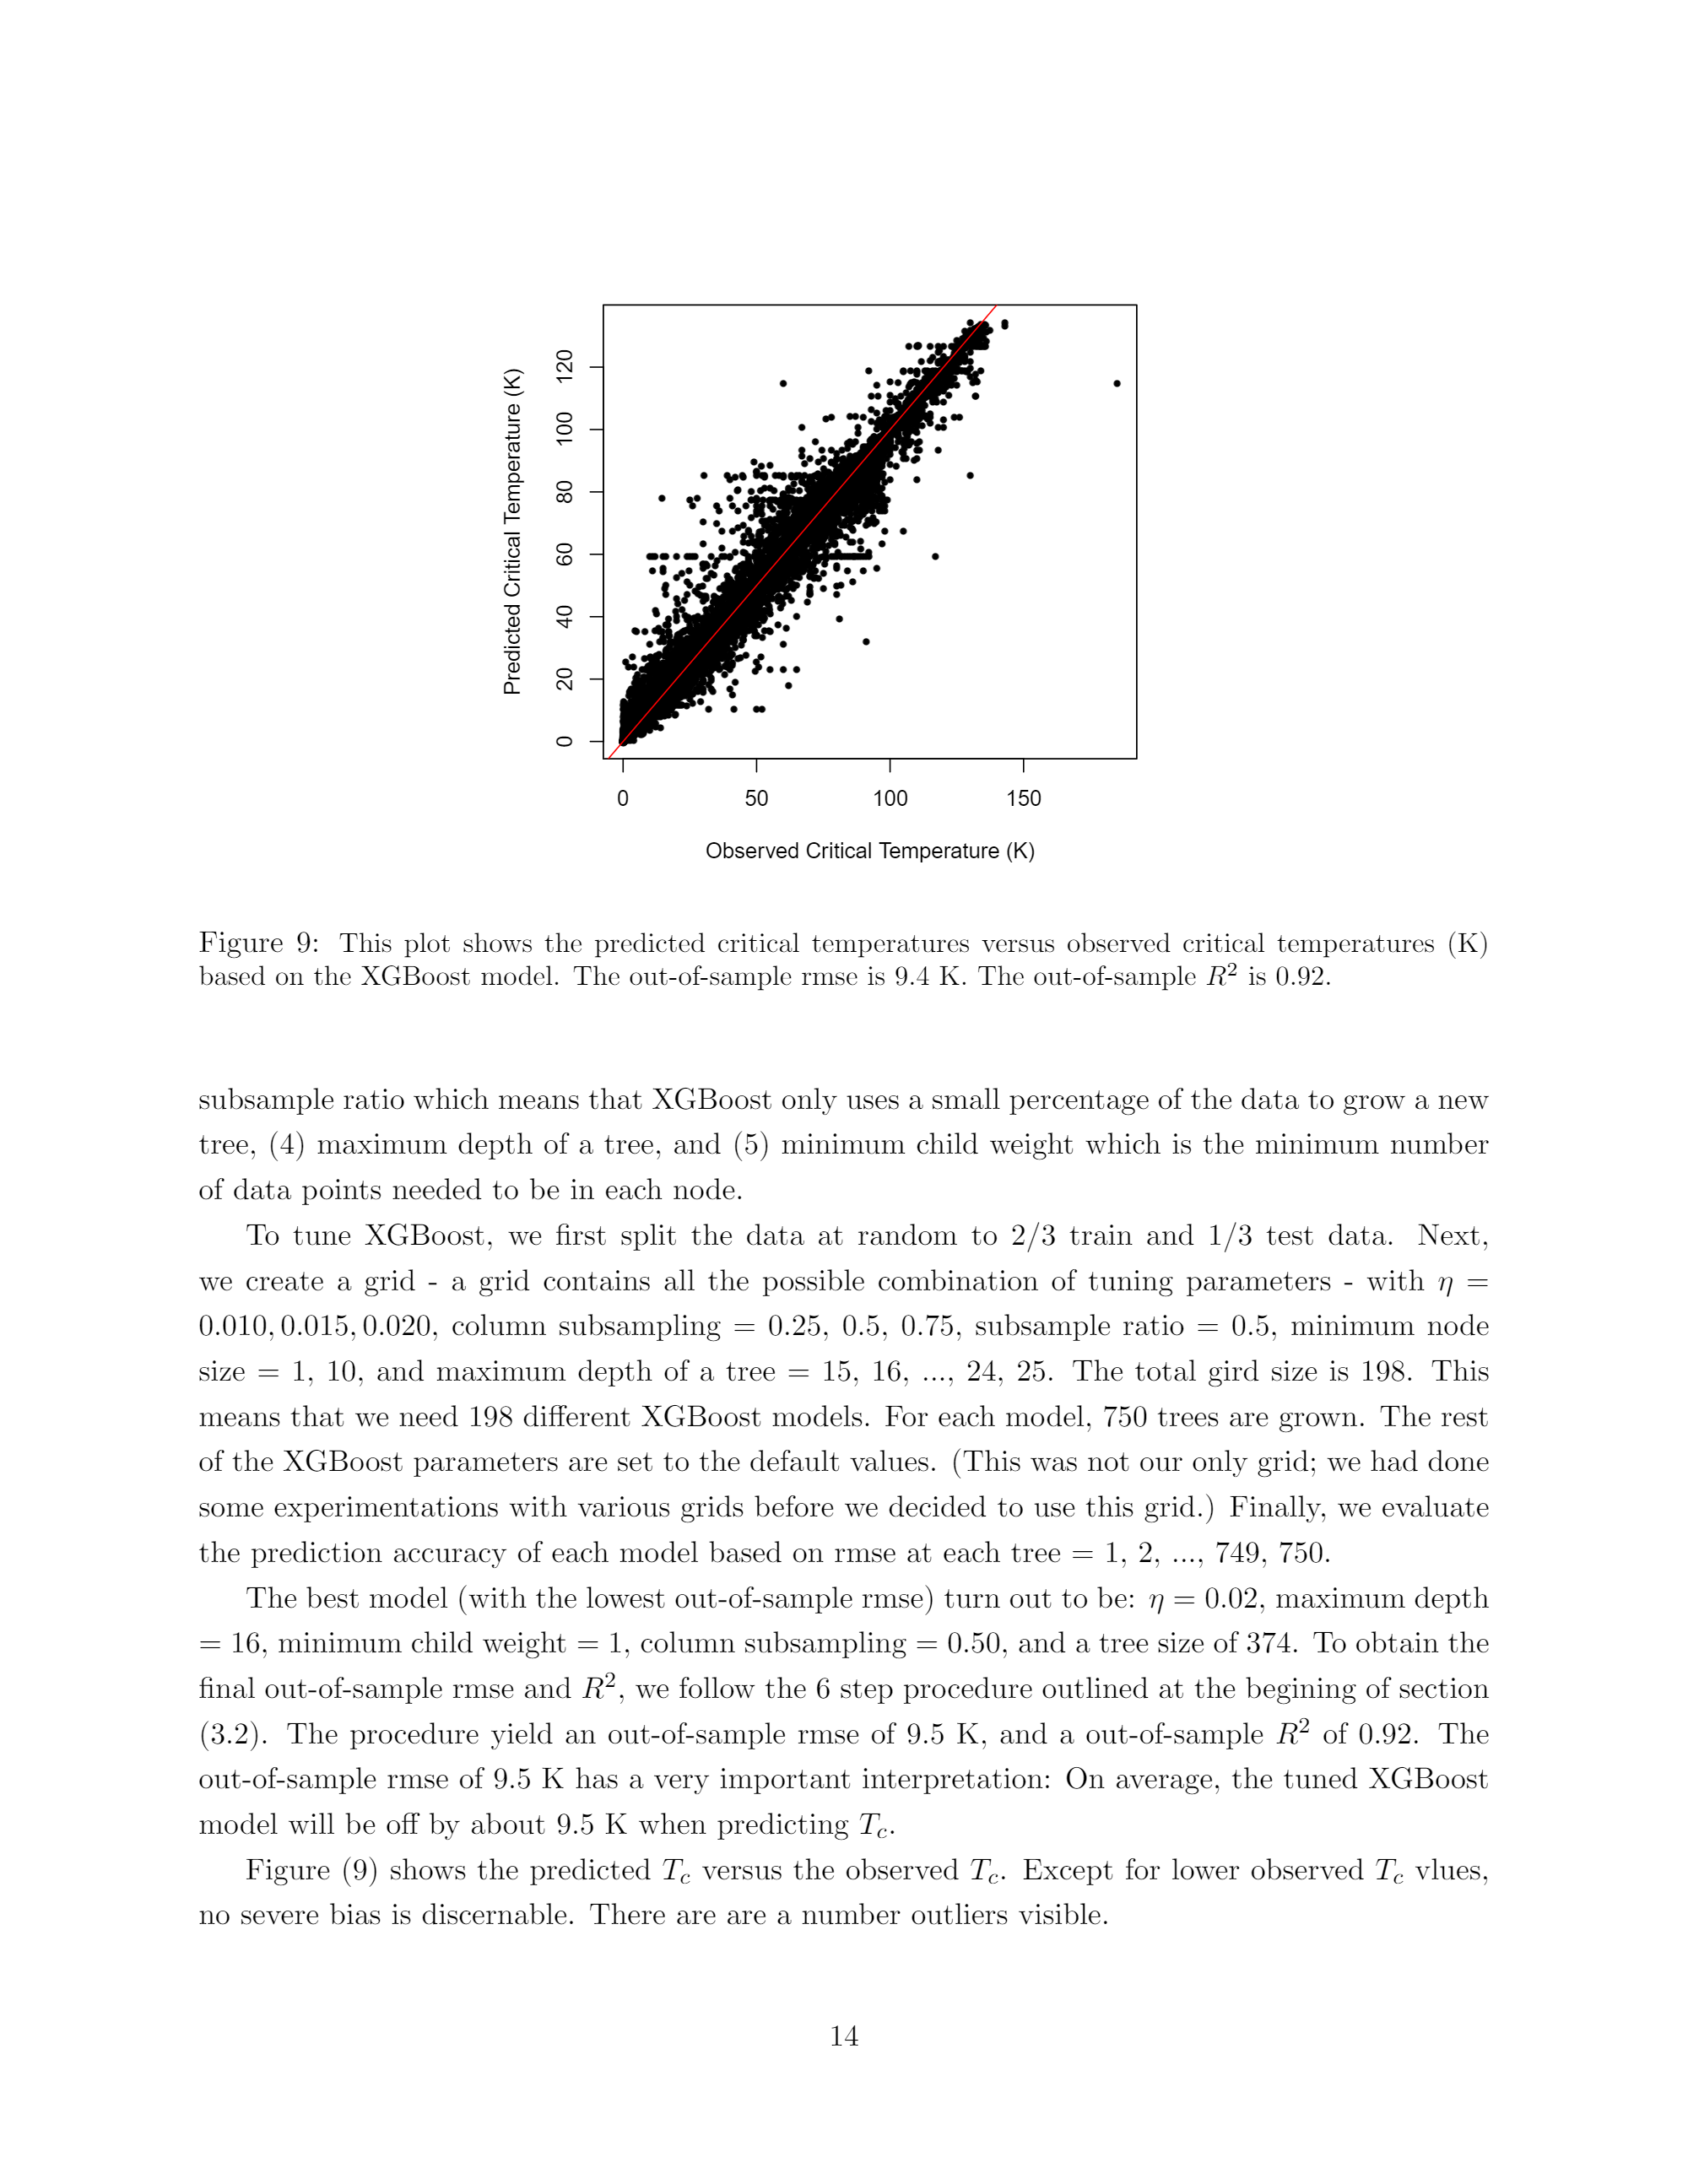 120
100
80
60
40
20
0
Predicted Critical Temperature (K)
0 50 100 150
Observed Critical Temperature (K)
Figure 9: This plot shows the predicted critical temperatures versus observed critical temperatures (K)
based on the XGBoost model. The out-of-sample rmse is 9.4 K. The out-of-sample R² is 0.92.
subsample ratio which means that XGBoost only uses a small percentage of the data to grow a new
tree, (4) maximum depth of a tree, and (5) minimum child weight which is the minimum number
of data points needed to be in each node.
To tune XGBoost, we first split the data at random to 2/3 train and 1/3 test data. Next,
we create a grid - a grid contains all the possible combination of tuning parameters - with η =
0.010, 0.015, 0.020, column subsampling = 0.25, 0.5, 0.75, subsample ratio = 0.5, minimum node
size = 1, 10, and maximum depth of a tree = 15, 16, ..., 24, 25. The total gird size is 198. This
means that we need 198 different XGBoost models. For each model, 750 trees are grown. The rest
of the XGBoost parameters are set to the default values. (This was not our only grid; we had done
some experimentations with various grids before we decided to use this grid.) Finally, we evaluate
the prediction accuracy of each model based on rmse at each tree = 1, 2, ..., 749, 750.
The best model (with the lowest out-of-sample rmse) turn out to be: η = 0.02, maximum depth
= 16, minimum child weight = 1, column subsampling = 0.50, and a tree size of 374. To obtain the
final out-of-sample rmse and R², we follow the 6 step procedure outlined at the begining of section
(3.2). The procedure yield an out-of-sample rmse of 9.5 K, and a out-of-sample R² of 0.92. The
out-of-sample rmse of 9.5 K has a very important interpretation: On average, the tuned XGBoost
model will be off by about 9.5 K when predicting T_c.
Figure (9) shows the predicted T_c versus the observed T_c. Except for lower observed T_c vlues,
no severe bias is discernable. There are are a number outliers visible.
14